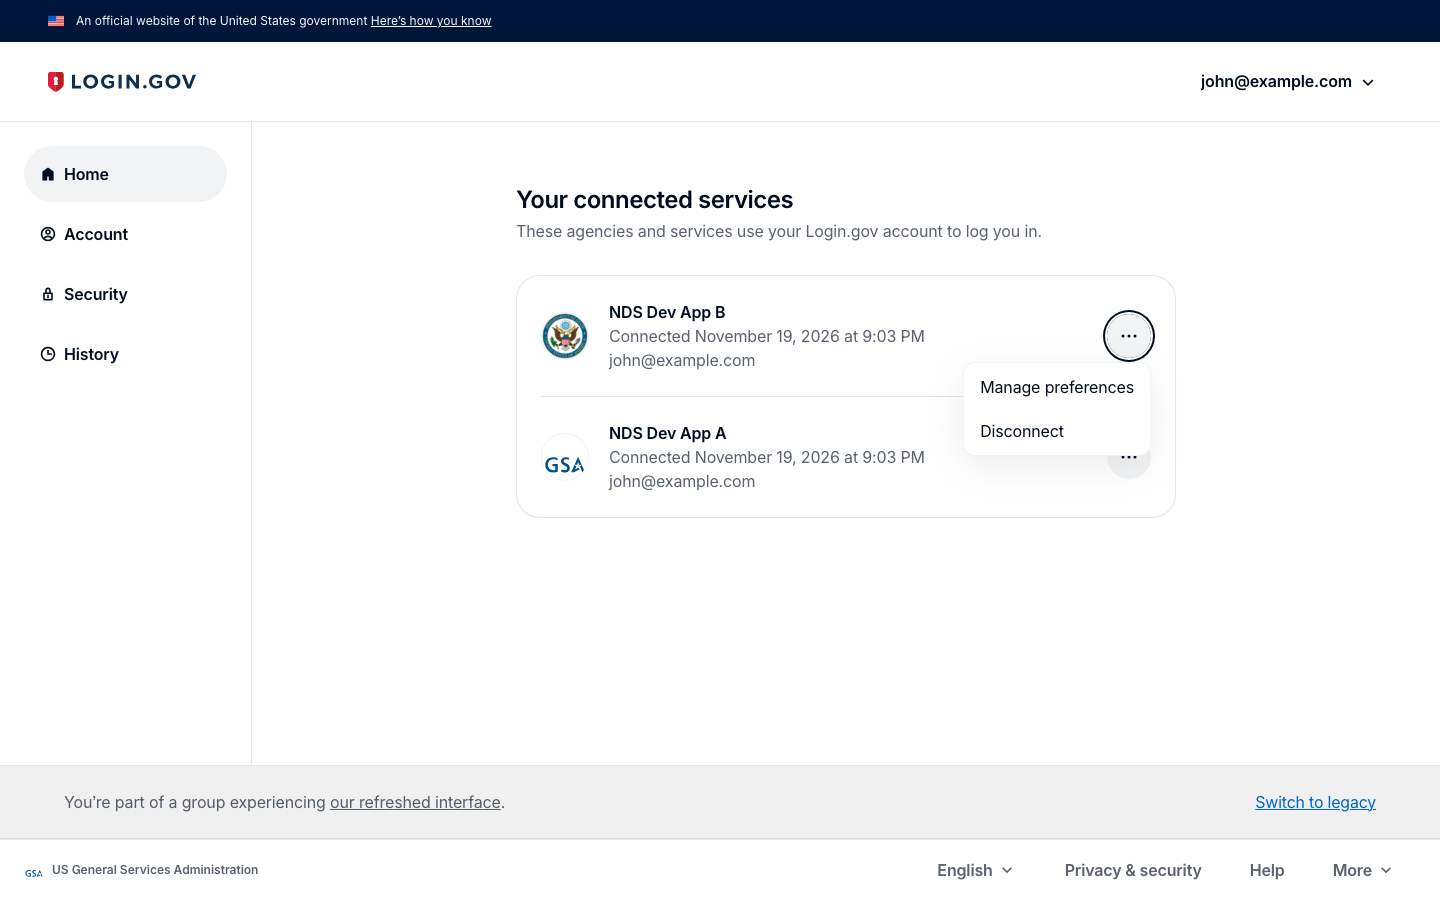 An official website of the United States government Here's how you know
LOGIN.GOV
john@example.com
Home
Account
Security
History
Your connected services
These agencies and services use your Login.gov account to log you in.
NDS Dev App B
Connected November 19, 2026 at 9:03 PM
john@example.com
Manage preferences
Disconnect
GSA
NDS Dev App A
Connected November 19, 2026 at 9:03 PM
john@example.com
You're part of a group experiencing our refreshed interface.
Switch to legacy
GSA
US General Services Administration
English
Privacy & security
Help
More